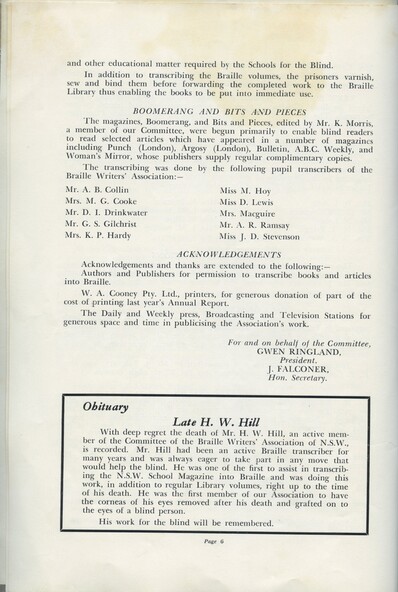 and other educational matter required by the Schools for the Blind.
In addition to transcribing the Braille volumes, the prisoners varnish,
sew and bind them before forwarding the completed work to the Braille
Library thus enabling the books to be put into immediate use.
BOOMERANG AND BITS AND PIECES
The magazines, Boomerang, and Bits and Pieces, edited by Mr. K. Morris,
a member of our Committee, were begun primarily to enable blind readers
to read selected articles which have appeared in a number of magazines
including Punch (London), Argosy (London), Bulletin, A.B.C. Weekly, and
Woman's Mirror, whose publishers supply regular complimentary copies.
The transcribing was done by the following pupil transcribers of the
Braille Writers' Association:—
Mr. A. B. Collin
Mrs. M. G. Cooke
Mr. D. I. Drinkwater
Mr. G. S. Gilchrist
Mrs. K. P. Hardy
Miss M. Hoy
Miss D. Lewis
Mrs. Macguire
Mr. A. R. Ramsay
Miss J. D. Stevenson
ACKNOWLEDGEMENTS
Acknowledgements and thanks are extended to the following:—
Authors and Publishers for permission to transcribe books and articles
into Braille.
W. A. Cooney Pty. Ltd., printers, for generous donation of part of the
cost of printing last year's Annual Report.
The Daily and Weekly press, Broadcasting and Television Stations for
generous space and time in publicising the Association's work.
For and on behalf of the Committee,
GWEN RINGLAND,
President.
J. FALCONER,
Hon. Secretary.
Obituary
Late H. W. Hill
With deep regret the death of Mr. H. W. Hill, an active mem-
ber of the Committee of the Braille Writers' Association of N.S.W.,
is recorded. Mr. Hill had been an active Braille transcriber for
many years and was always eager to take part in any move that
would help the blind. He was one of the first to assist in transcrib-
ing the N.S.W. School Magazine into Braille and was doing this
work, in addition to regular Library volumes, right up to the time
of his death. He was the first member of our Association to have
the corneas of his eyes removed after his death and grafted on to
the eyes of a blind person.
His work for the blind will be remembered.
Page 6